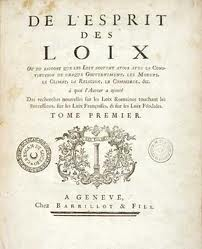 DE L'ESPRIT
DES
LOIX
OU DU RAPPORT QUE LES LOIX DOIVENT AVOIR AVEC LA CONS-
TITUTION DE CHAQUE GOUVERNEMENT, LES MOEURS,
LE CLIMAT, LA RELIGION, LE COMMERCE, &c.
à quoi l'Auteur a ajouté
Des recherches nouvelles sur les Loix Romaines touchant les
Successions, sur les Loix Françoises, & sur les Loix Féodales.
TOME PREMIER.
A GENEVE,
Chez BARRILLOT & FILS.